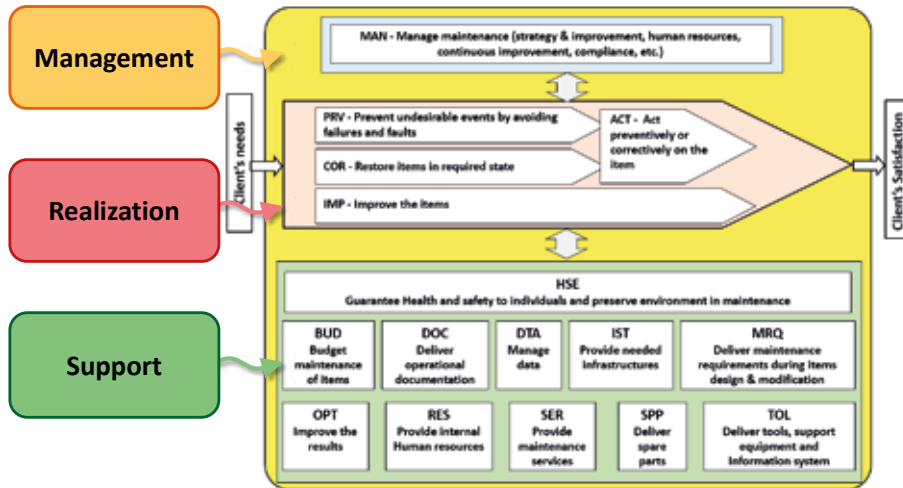 Management
MAN - Manage maintenance (strategy & improvement, human resources,
continuous improvement, compliance, etc.)
Realization
Client's needs
PRV - Prevent undesirable events by avoiding
failures and faults
COR - Restore items in required state
IMP - Improve the items
ACT - Act
preventively or
correctively on the
item
Client's Satisfaction
Support
HSE
Guarantee Health and safety to individuals and preserve environment in maintenance
BUD
Budget
maintenance
of items
DOC
Deliver
operational
documentation
DTA
Manage
data
IST
Provide needed
infrastructures
MRQ
Deliver maintenance
requirements during items
design & modification
OPT
Improve the
results
RES
Provide internal
Human resources
SER
Provide
maintenance
services
SPP
Deliver
spare
parts
TOL
Deliver tools, support
equipment and
information system